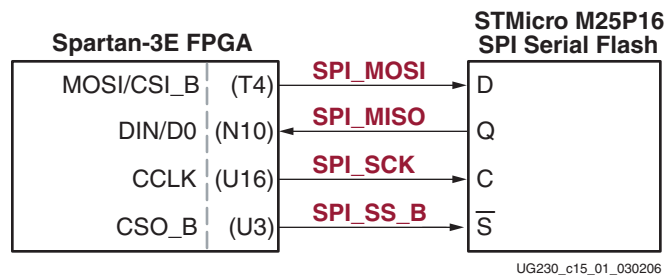 STMicro M25P16
Spartan-3E FPGA
SPI Serial Flash
MOSI/CSI_B (T4) SPI_MOSI D
DIN/D0 (N10) SPI_MISO Q
CCLK (U16) SPI_SCK C
CSO_B (U3) SPI_SS_B S̅
UG230_c15_01_030206